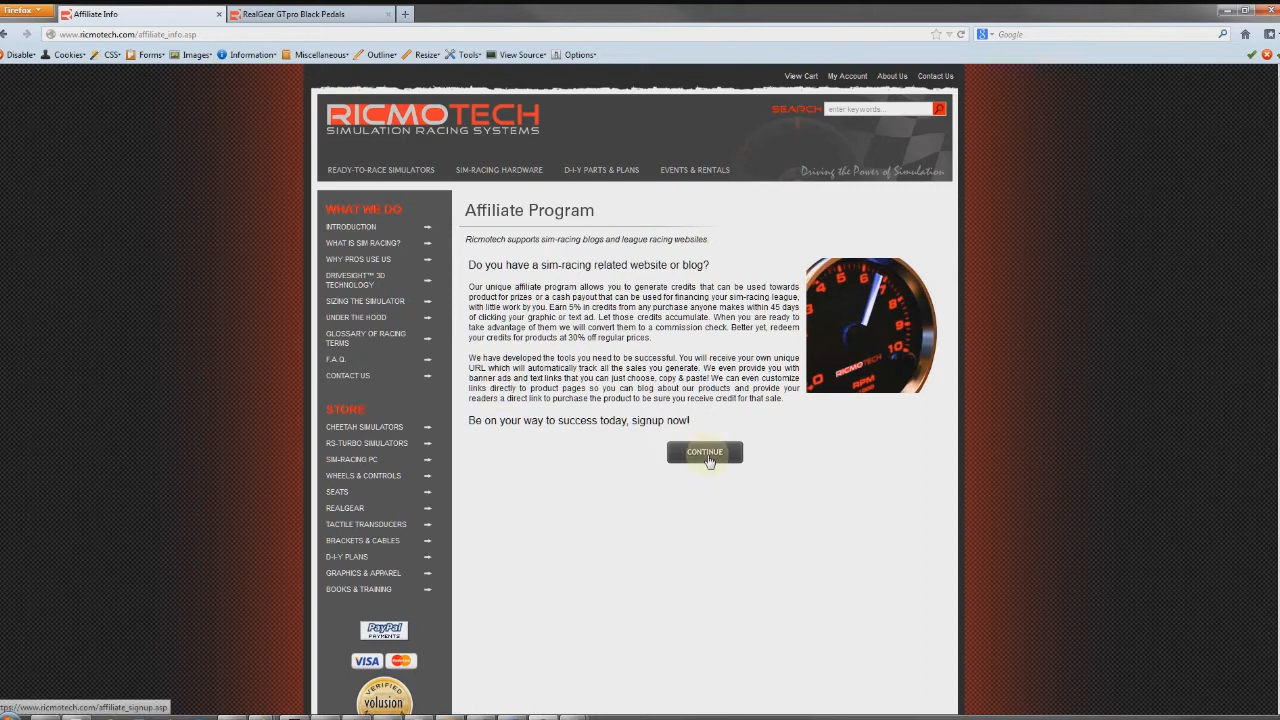 Firefox
Affiliate Info
RealGear GTpro Black Pedals
www.ricmotech.com/affiliate_info.asp
Google
Disable Cookies CSS Forms Images Information Miscellaneous Outline Resize Tools View Source Options
View Cart My Account About Us Contact Us
RICMOTECH
SIMULATION RACING SYSTEMS
SEARCH enter keywords...
READY-TO-RACE SIMULATORS SIM-RACING HARDWARE D-I-Y PARTS & PLANS EVENTS & RENTALS
Driving the Power of Simulation
WHAT WE DO
INTRODUCTION
WHAT IS SIM RACING?
WHY PROS USE US
DRIVESIGHT™ 3D
TECHNOLOGY
SIZING THE SIMULATOR
UNDER THE HOOD
GLOSSARY OF RACING
TERMS
F.A.Q.
CONTACT US
STORE
CHEETAH SIMULATORS
RS-TURBO SIMULATORS
SIM-RACING PC
WHEELS & CONTROLS
SEATS
REALGEAR
TACTILE TRANSDUCERS
BRACKETS & CABLES
D-I-Y PLANS
GRAPHICS & APPAREL
BOOKS & TRAINING
PayPal
PAYMENTS
VISA MasterCard
VERIFIED
volusion
Affiliate Program
Ricmotech supports sim-racing blogs and league racing websites.
Do you have a sim-racing related website or blog?
Our unique affiliate program allows you to generate credits that can be used towards
product for prizes or a cash payout that can be used for financing your sim-racing league,
with little work by you. Earn 5% in credits from any purchase anyone makes within 45 days
of clicking your graphic or text ad. Let those credits accumulate. When you are ready to
take advantage of them we will convert them to a commission check. Better yet, redeem
your credits for products at 30% off regular prices.
We have developed the tools you need to be successful. You will receive your own unique
URL which will automatically track all the sales you generate. We even provide you with
banner ads and text links that you can just choose, copy & paste! We can even customize
links directly to product pages so you can blog about our products and provide your
readers a direct link to purchase the product to be sure you receive credit for that sale.
Be on your way to success today, signup now!
CONTINUE
4 5 6 7 8 9 10
.0
RICMOTECH
RPM
ttps://www.ricmotech.com/affiliate_signup.asp